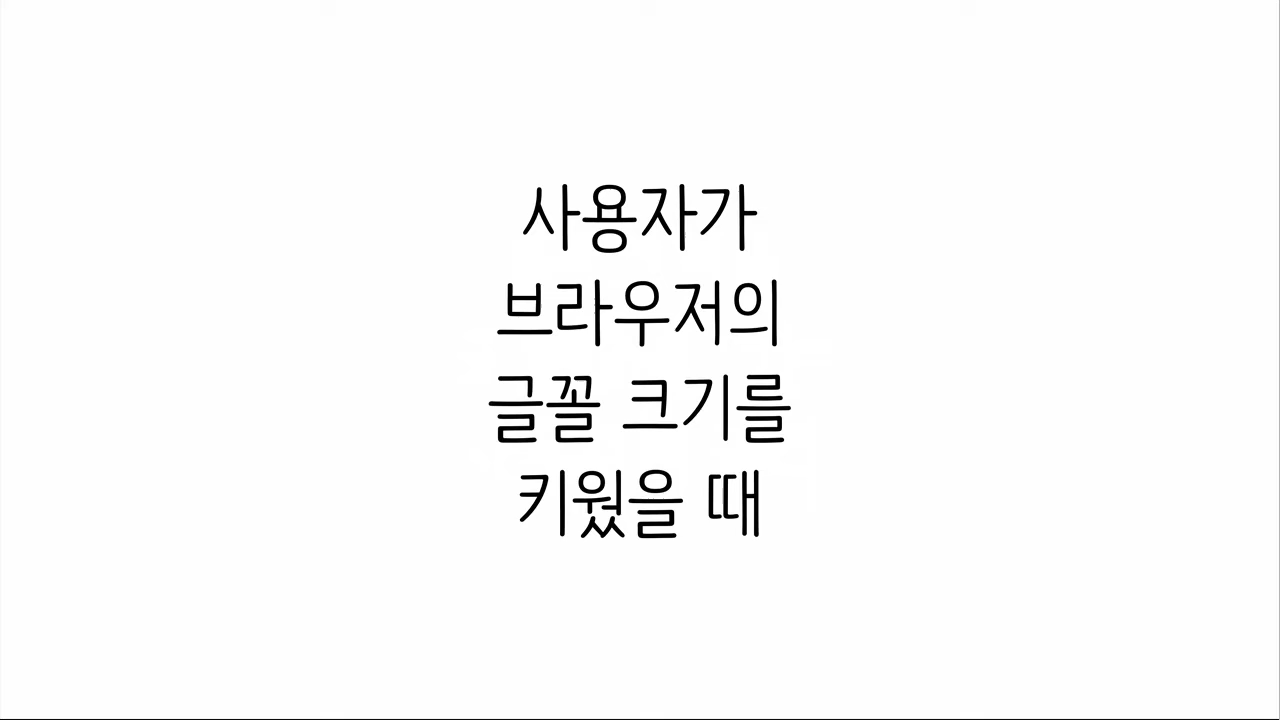 사용자가
브라우저의
글꼴 크기를
키웠을 때